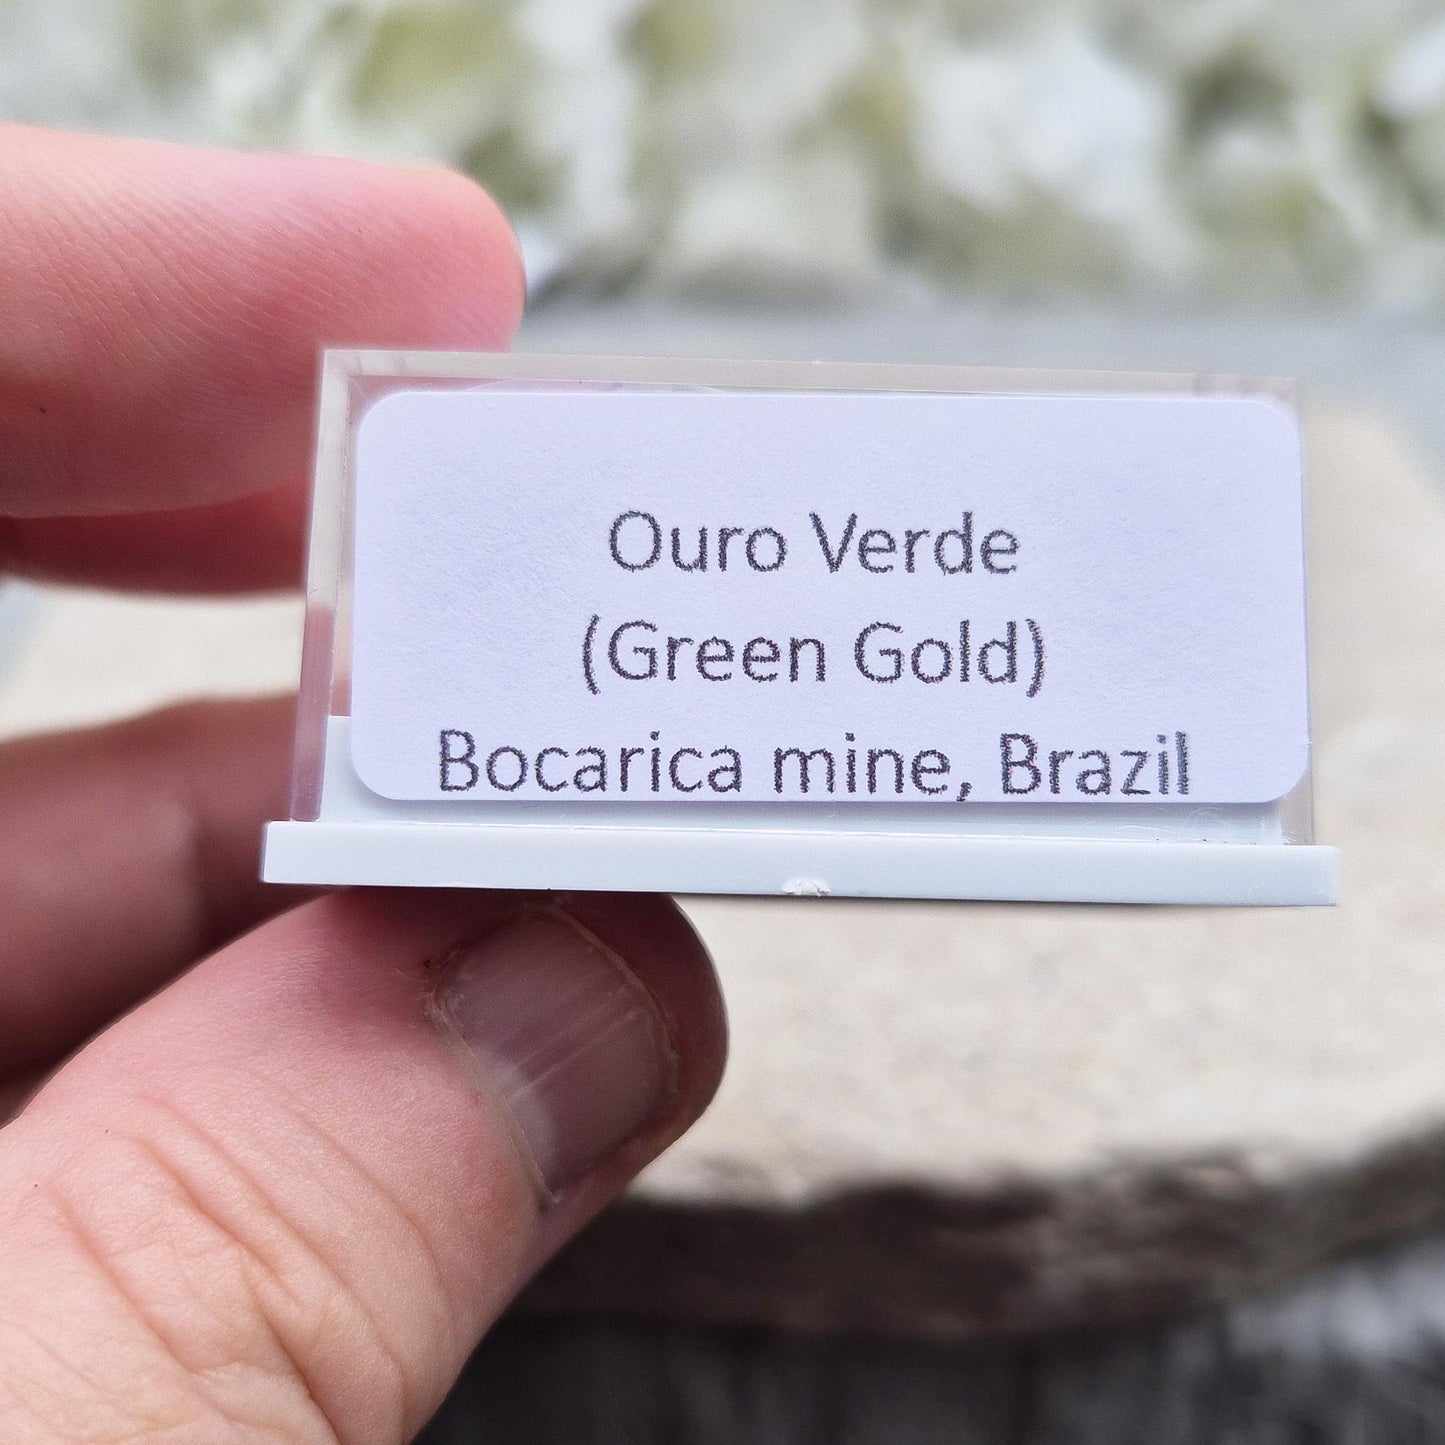 Ouro Verde
(Green Gold)
Bocarica mine, Brazil